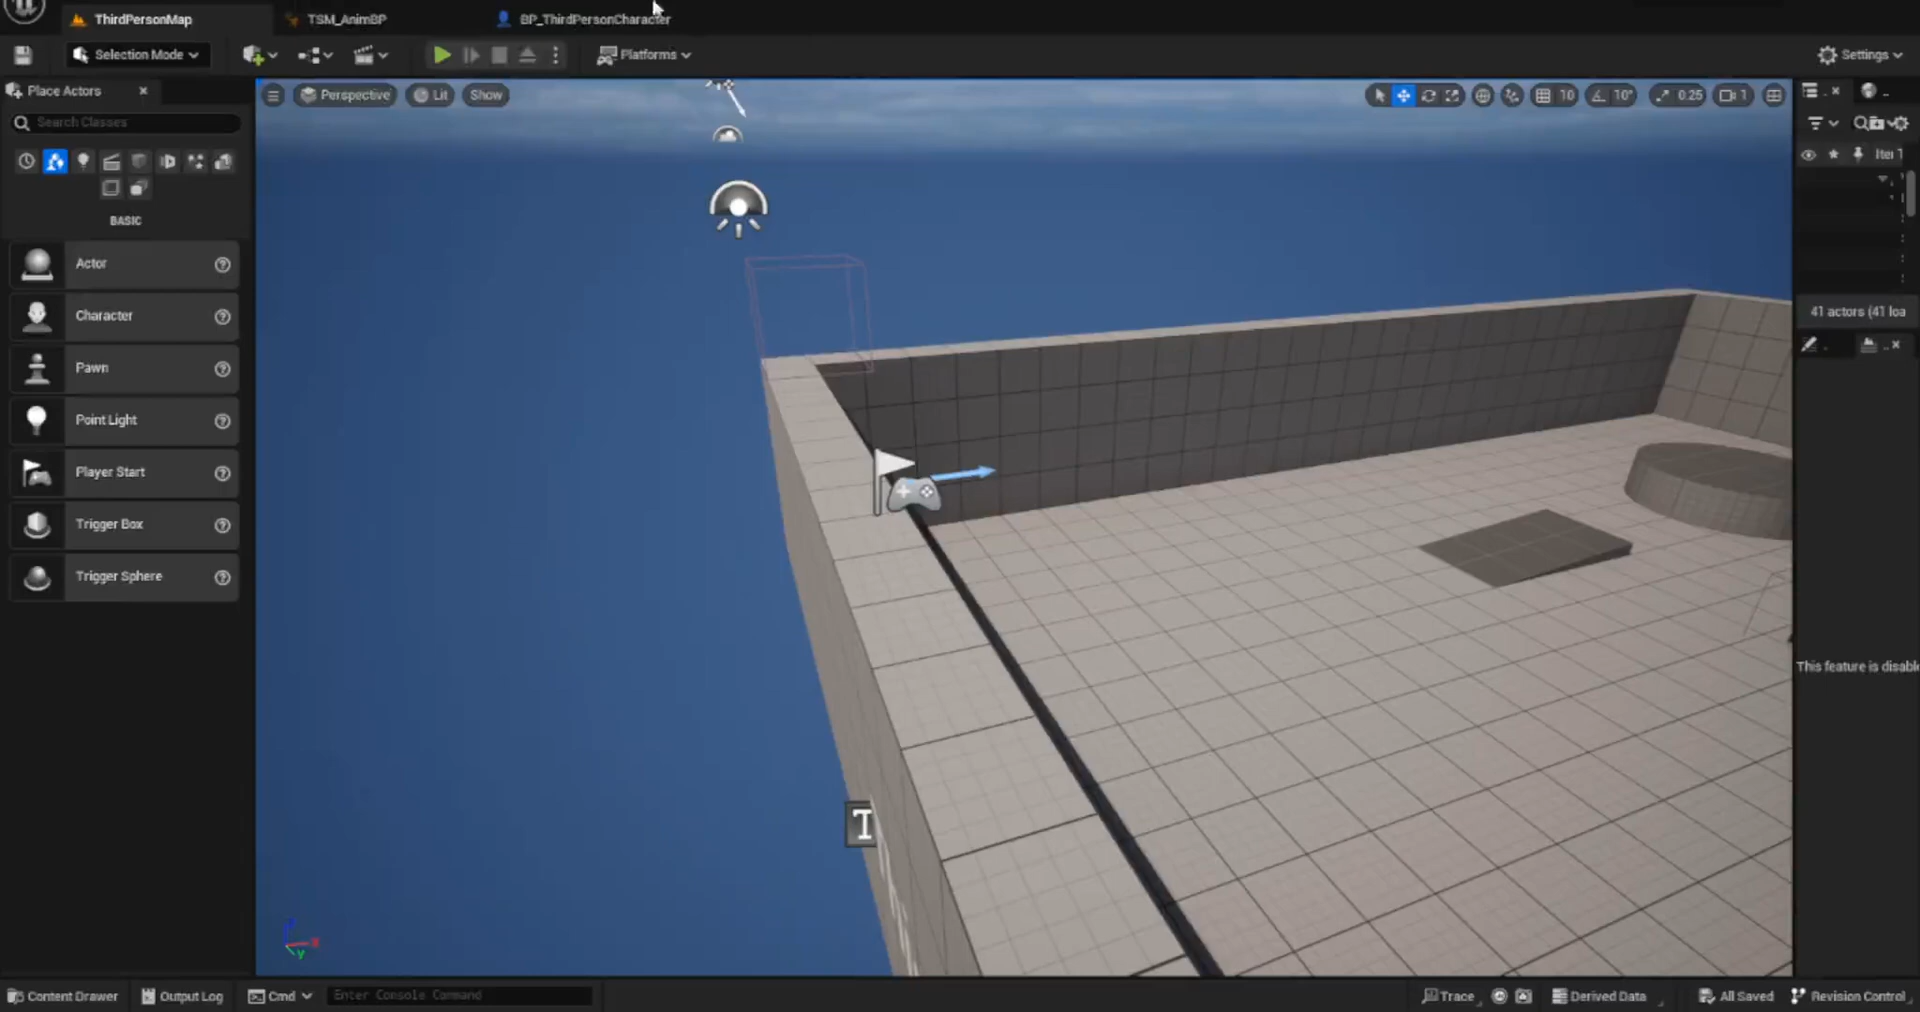 ThirdPersonMap
TSM_AnimBP
BP_ThirdPersonCharacter
Selection Mode
Platforms
Settings
Place Actors
Search Classes
Perspective
Lit
Show
10
10°
0.25
1
BASIC
Actor
Character
Pawn
Point Light
Player Start
Trigger Box
Trigger Sphere
41 actors (41 loa
This feature is disabl
T
Content Drawer
Output Log
Cmd
Enter Console Command
Trace
Derived Data
All Saved
Revision Control